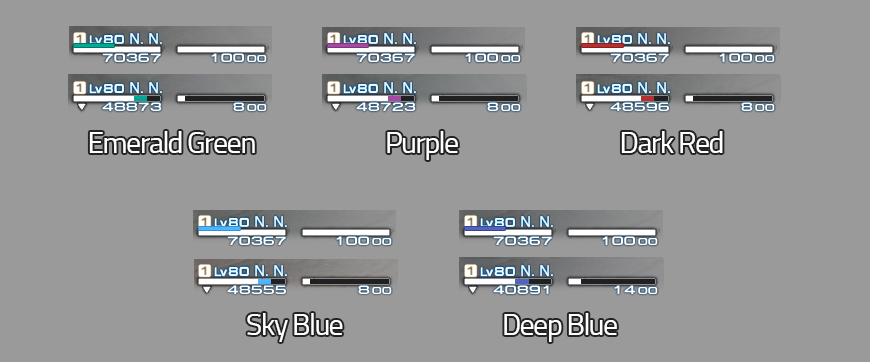 1 Lv80 N. N.
70367 10000
1 Lv80 N. N.
48873 800
Emerald Green
1 Lv80 N. N.
70367 10000
1 Lv80 N. N.
48723 800
Purple
1 Lv80 N. N.
70367 10000
1 Lv80 N. N.
48596 800
Dark Red
1 Lv80 N. N.
70367 10000
1 Lv80 N. N.
48555 800
Sky Blue
1 Lv80 N. N.
70367 10000
1 Lv80 N. N.
40891 1400
Deep Blue